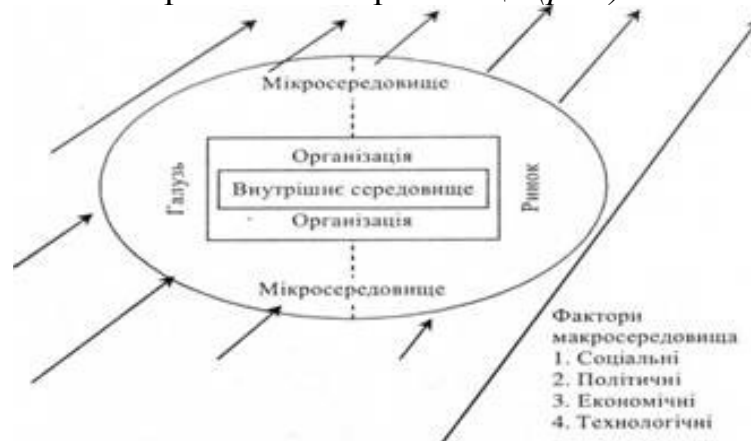 Мікросередовище
Галузь
Організація
Внутрішнє середовище
Організація
Ринок
Мікросередовище
Фактори
макросередовища
1. Соціальні
2. Політичні
3. Економічні
4. Технологічні